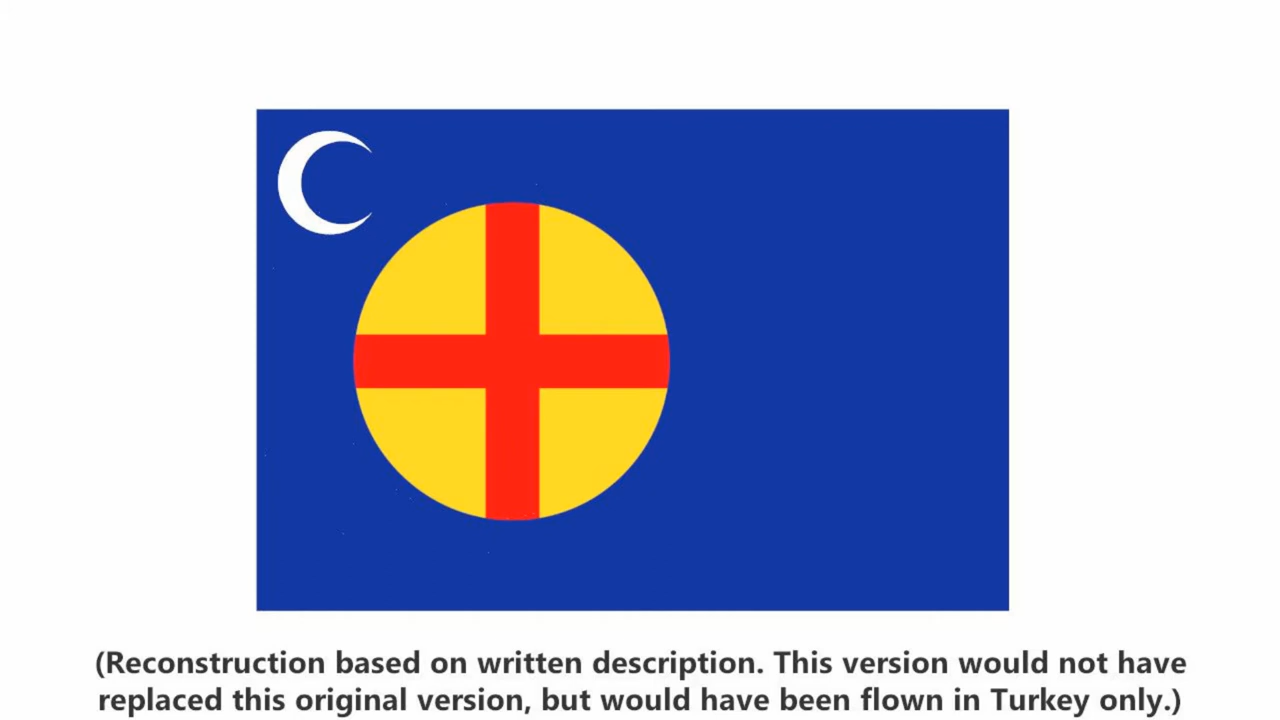 (Reconstruction based on written description. This version would not have
replaced this original version, but would have been flown in Turkey only.)